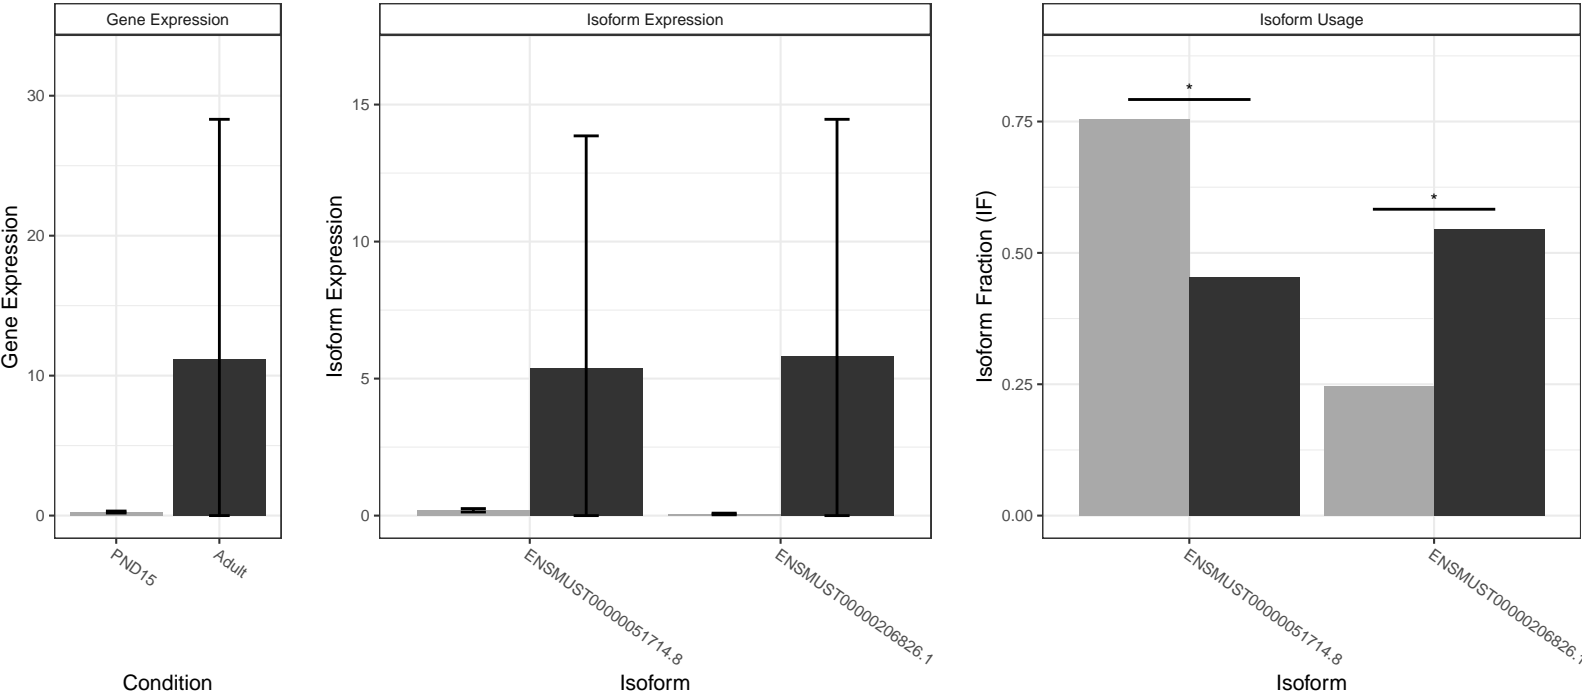 Gene Expression
Gene Expression
30
20
10
0
PND15
Adult
Condition
Isoform Expression
Isoform Expression
15
10
5
0
ENSMUST00000051714.8
ENSMUST00000206826.1
Isoform
Isoform Usage
Isoform Fraction (IF)
0.75
0.50
0.25
0.00
*
*
ENSMUST00000051714.8
ENSMUST00000206826.1
Isoform